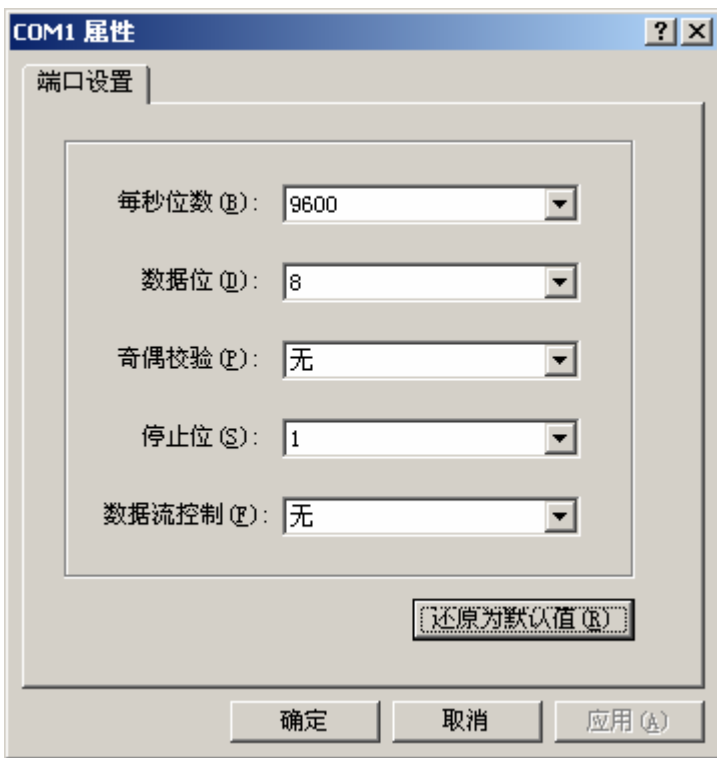 COM1 属性
端口设置
每秒位数(B): 9600
数据位(D): 8
奇偶校验(P): 无
停止位(S): 1
数据流控制(F): 无
还原为默认值(R)
确定 取消 应用(A)